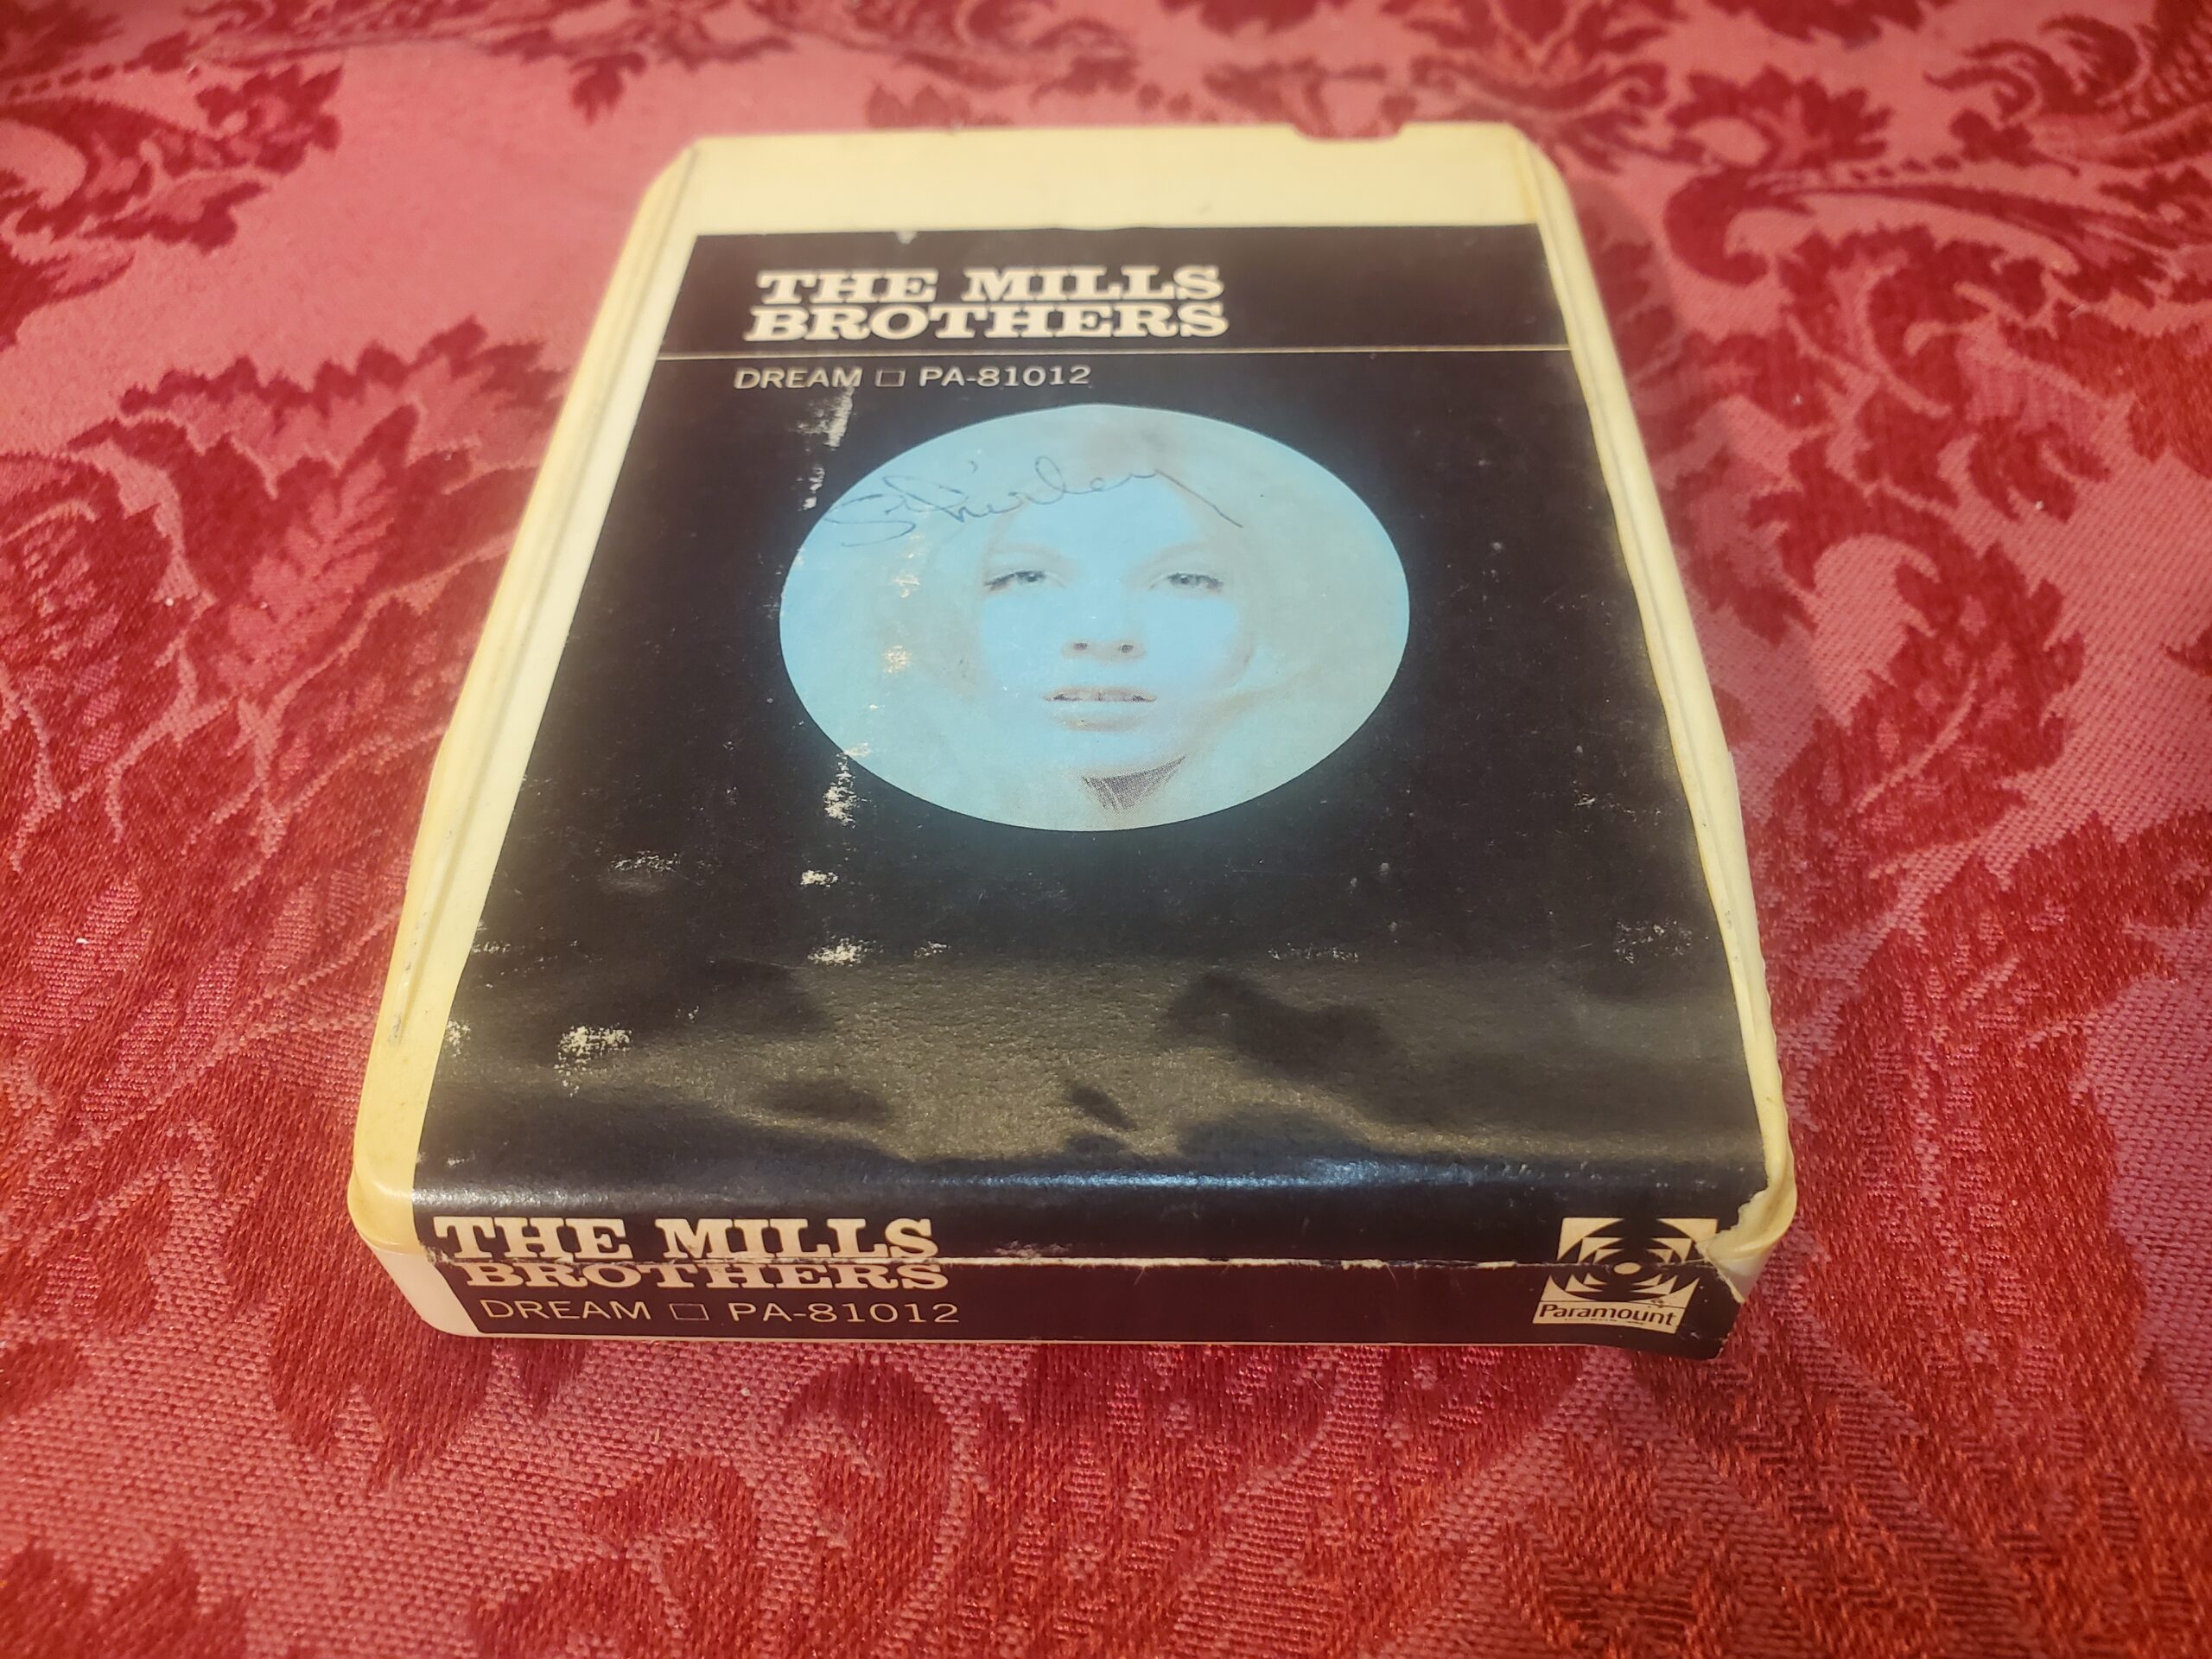 THE MILLS
BROTHERS
DREAM □ PA-81012
Shirley
THE MILLS
BROTHERS
DREAM □ PA-81012
Paramount